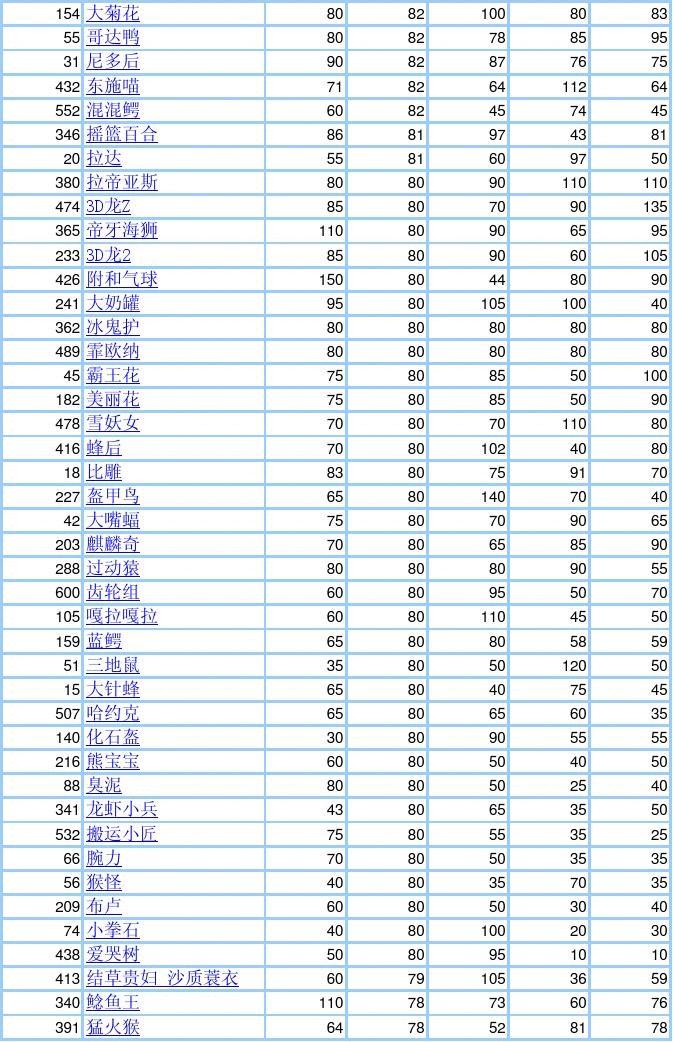 154 大菊花 80 82 100 80 83
55 哥达鸭 80 82 78 85 95
31 尼多后 90 82 87 76 75
432 东施喵 71 82 64 112 64
552 混混鳄 60 82 45 74 45
346 摇篮百合 86 81 97 43 81
20 拉达 55 81 60 97 50
380 拉帝亚斯 80 80 90 110 110
474 3D龙Z 85 80 70 90 135
365 帝牙海狮 110 80 90 65 95
233 3D龙2 85 80 90 60 105
426 附和气球 150 80 44 80 90
241 大奶罐 95 80 105 100 40
362 冰鬼护 80 80 80 80 80
489 霏欧纳 80 80 80 80 80
45 霸王花 75 80 85 50 100
182 美丽花 75 80 85 50 90
478 雪妖女 70 80 70 110 80
416 蜂后 70 80 102 40 80
18 比雕 83 80 75 91 70
227 盔甲鸟 65 80 140 70 40
42 大嘴蝠 75 80 70 90 65
203 麒麟奇 70 80 65 85 90
288 过动猿 80 80 80 90 55
600 齿轮组 60 80 95 50 70
105 嘎拉嘎拉 60 80 110 45 50
159 蓝鳄 65 80 80 58 59
51 三地鼠 35 80 50 120 50
15 大针蜂 65 80 40 75 45
507 哈约克 65 80 65 60 35
140 化石盔 30 80 90 55 55
216 熊宝宝 60 80 50 40 50
88 臭泥 80 80 50 25 40
341 龙虾小兵 43 80 65 35 50
532 搬运小匠 75 80 55 35 25
66 腕力 70 80 50 35 35
56 猴怪 40 80 35 70 35
209 布卢 60 80 50 30 40
74 小拳石 40 80 100 20 30
438 爱哭树 50 80 95 10 10
413 结草贵妇 沙质蓑衣 60 79 105 36 59
340 鲶鱼王 110 78 73 60 76
391 猛火猴 64 78 52 81 78